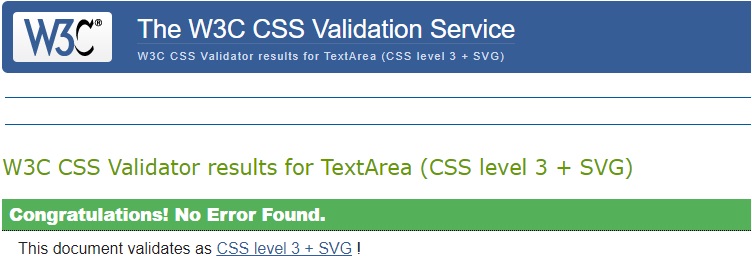 W3C®
The W3C CSS Validation Service
W3C CSS Validator results for TextArea (CSS level 3 + SVG)
W3C CSS Validator results for TextArea (CSS level 3 + SVG)
Congratulations! No Error Found.
This document validates as CSS level 3 + SVG !